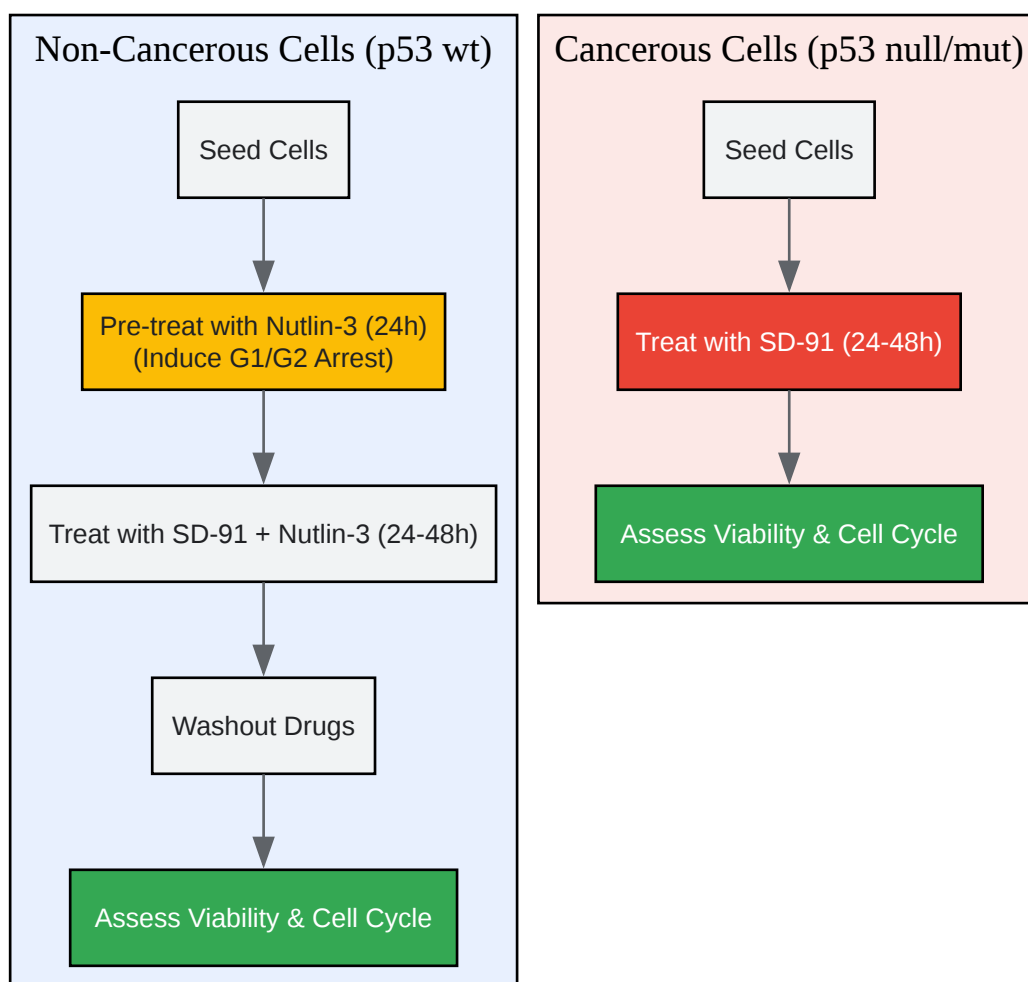 Non-Cancerous Cells (p53 wt)
Seed Cells
Pre-treat with Nutlin-3 (24h)
(Induce G1/G2 Arrest)
Treat with SD-91 + Nutlin-3 (24-48h)
Washout Drugs
Assess Viability & Cell Cycle
Cancerous Cells (p53 null/mut)
Seed Cells
Treat with SD-91 (24-48h)
Assess Viability & Cell Cycle